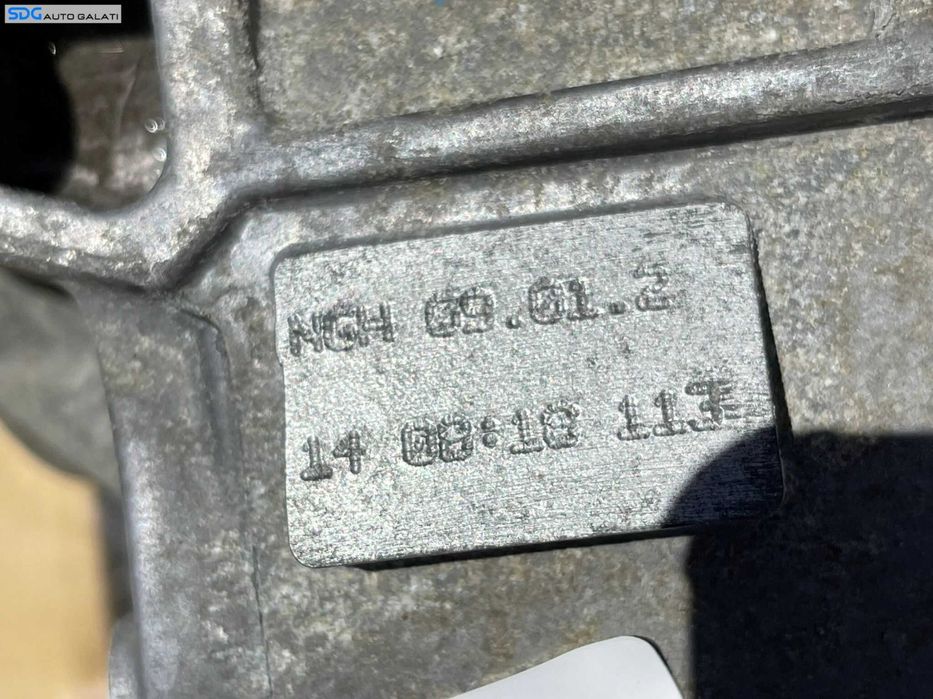 SDG AUTO GALATI
NGH 09.01.2
14 08:18 113